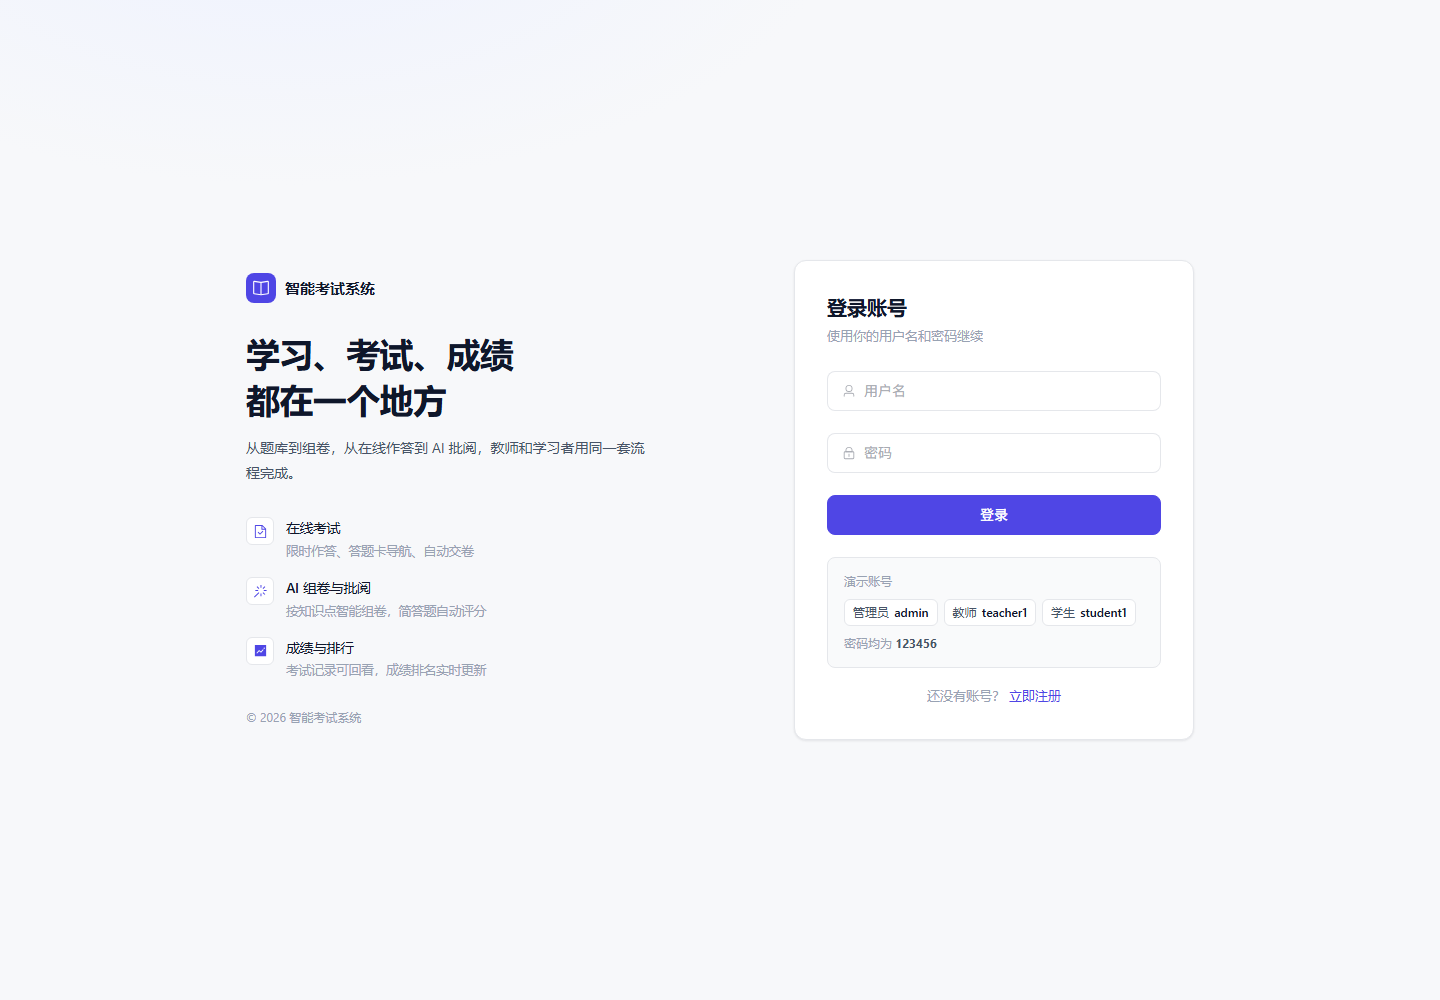 智能考试系统
学习、考试、成绩
都在一个地方
从题库到组卷，从在线作答到 AI 批阅，教师和学习者用同一套流
程完成。
在线考试
限时作答、答题卡导航、自动交卷
AI 组卷与批阅
按知识点智能组卷，简答题自动评分
成绩与排行
考试记录可回看，成绩排名实时更新
© 2026 智能考试系统
登录账号
使用你的用户名和密码继续
用户名
密码
登录
演示账号
管理员 admin 教师 teacher1 学生 student1
密码均为 123456
还没有账号？ 立即注册